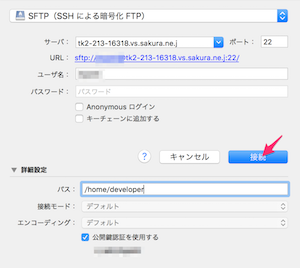 SFTP（SSH による暗号化 FTP）
サーバ： tk2-213-16318.vs.sakura.ne.j ポート： 22
URL： sftp:// tk2-213-16318.vs.sakura.ne.j:22/
ユーザ名：
パスワード： パスワード
Anonymous ログイン
キーチェーンに追加する
? キャンセル 接続
詳細設定
パス： /home/developer
接続モード： デフォルト
エンコーディング： デフォルト
公開鍵認証を使用する